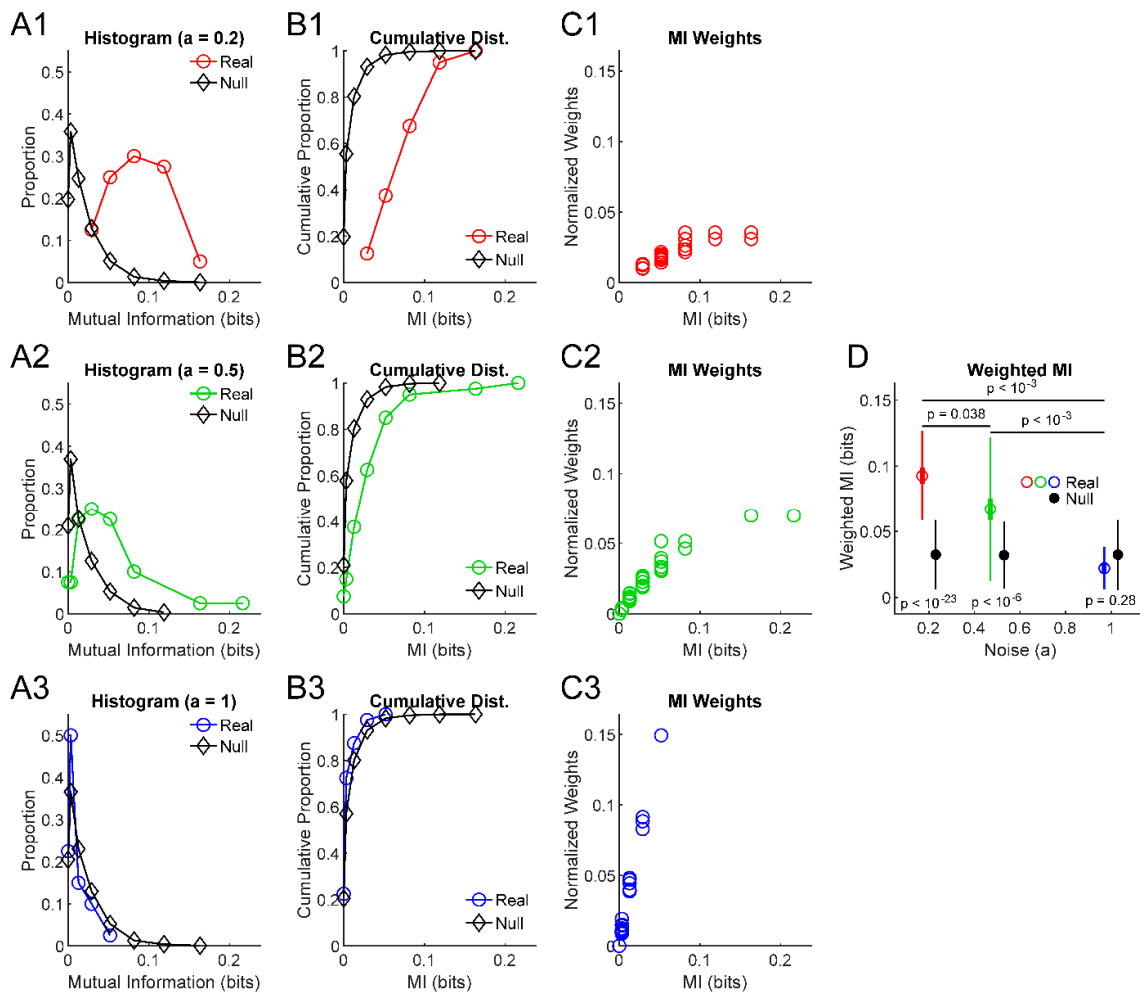 A1
Histogram (a = 0.2)
Real
Null
0.5
0.4
0.3
0.2
0.1
0
Proportion
0
0.1
0.2
Mutual Information (bits)
B1
Cumulative Dist.
1
0.8
0.6
0.4
0.2
0
Cumulative Proportion
Real
Null
0
0.1
0.2
MI (bits)
C1
MI Weights
0.15
0.1
0.05
0
Normalized Weights
0
0.1
0.2
MI (bits)
A2
Histogram (a = 0.5)
Real
Null
0.5
0.4
0.3
0.2
0.1
0
Proportion
0
0.1
0.2
Mutual Information (bits)
B2
Cumulative Dist.
1
0.8
0.6
0.4
0.2
0
Cumulative Proportion
Real
Null
0
0.1
0.2
MI (bits)
C2
MI Weights
0.15
0.1
0.05
0
Normalized Weights
0
0.1
0.2
MI (bits)
D
Weighted MI
p < 10⁻³
p = 0.038
p < 10⁻³
Real
Null
0.15
0.1
0.05
0
Weighted MI (bits)
p < 10⁻²³
p < 10⁻⁶
p = 0.28
0.2
0.4
0.6
0.8
1
Noise (a)
A3
Histogram (a = 1)
Real
Null
0.5
0.4
0.3
0.2
0.1
0
Proportion
0
0.1
0.2
Mutual Information (bits)
B3
Cumulative Dist.
1
0.8
0.6
0.4
0.2
0
Cumulative Proportion
Real
Null
0
0.1
0.2
MI (bits)
C3
MI Weights
0.15
0.1
0.05
0
Normalized Weights
0
0.1
0.2
MI (bits)